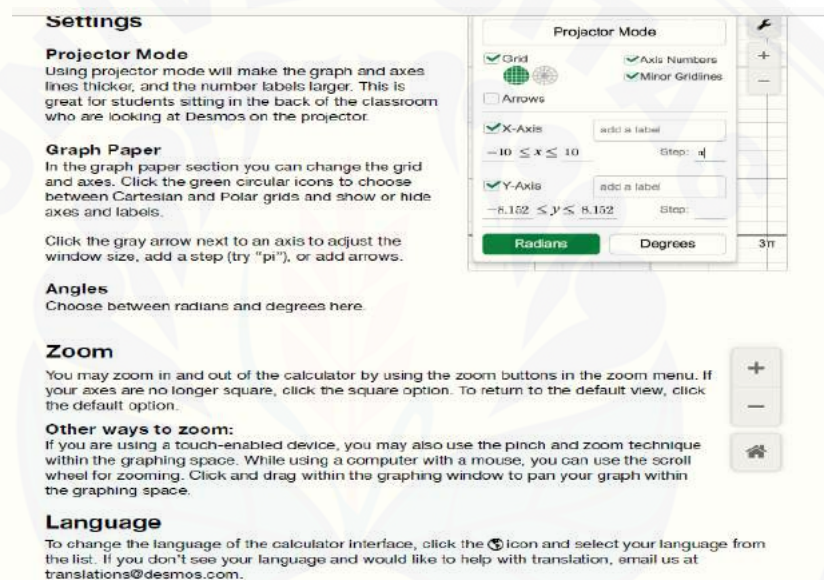 Settings
Projector Mode
Using projector mode will make the graph and axes
lines thicker, and the number labels larger. This is
great for students sitting in the back of the classroom
who are looking at Desmos on the projector.
Graph Paper
In the graph paper section you can change the grid
and axes. Click the green circular icons to choose
between Cartesian and Polar grids and show or hide
axes and labels.
Click the gray arrow next to an axis to adjust the
window size, add a step (try "pi"), or add arrows.
Angles
Choose between radians and degrees here.
Projector Mode
Grid
Axis Numbers
Minor Gridlines
Arrows
X-Axis
add a label
−10 ≤ x ≤ 10
Step: π
Y-Axis
add a label
−8.152 ≤ y ≤ 8.152
Step:
Radians
Degrees
3π
Zoom
You may zoom in and out of the calculator by using the zoom buttons in the zoom menu. If
your axes are no longer square, click the square option. To return to the default view, click
the default option.
Other ways to zoom:
If you are using a touch-enabled device, you may also use the pinch and zoom technique
within the graphing space. While using a computer with a mouse, you can use the scroll
wheel for zooming. Click and drag within the graphing window to pan your graph within
the graphing space.
Language
To change the language of the calculator interface, click the icon and select your language from
the list. If you don't see your language and would like to help with translation, email us at
translations@desmos.com.